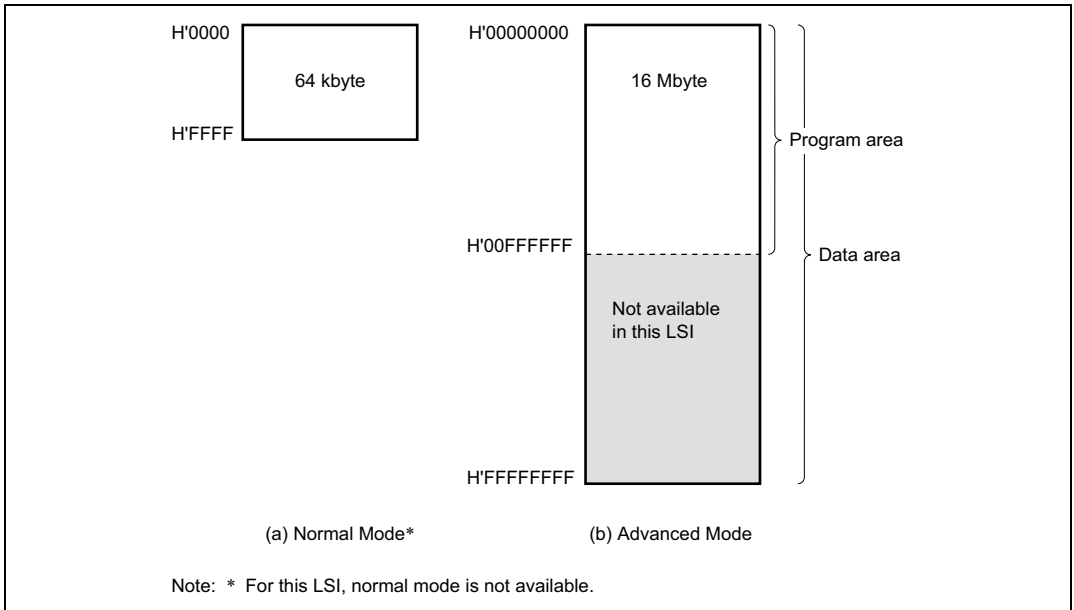 H'0000
64 kbyte
H'FFFF
(a) Normal Mode*
H'00000000
16 Mbyte
Program area
H'00FFFFFF
Data area
Not available
in this LSI
H'FFFFFFFF
(b) Advanced Mode
Note: * For this LSI, normal mode is not available.